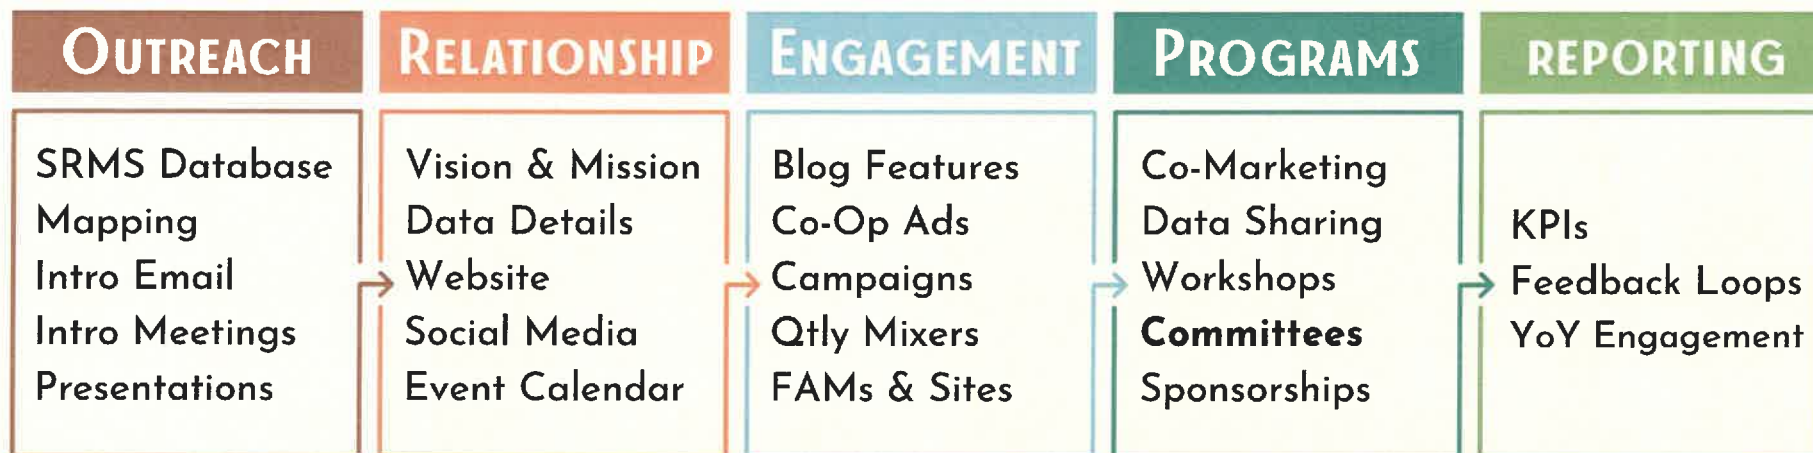 OUTREACH
SRMS Database
Mapping
Intro Email
Intro Meetings
Presentations
RELATIONSHIP
Vision & Mission
Data Details
Website
Social Media
Event Calendar
ENGAGEMENT
Blog Features
Co-Op Ads
Campaigns
Qtly Mixers
FAMs & Sites
PROGRAMS
Co-Marketing
Data Sharing
Workshops
Committees
Sponsorships
REPORTING
KPIs
Feedback Loops
YoY Engagement